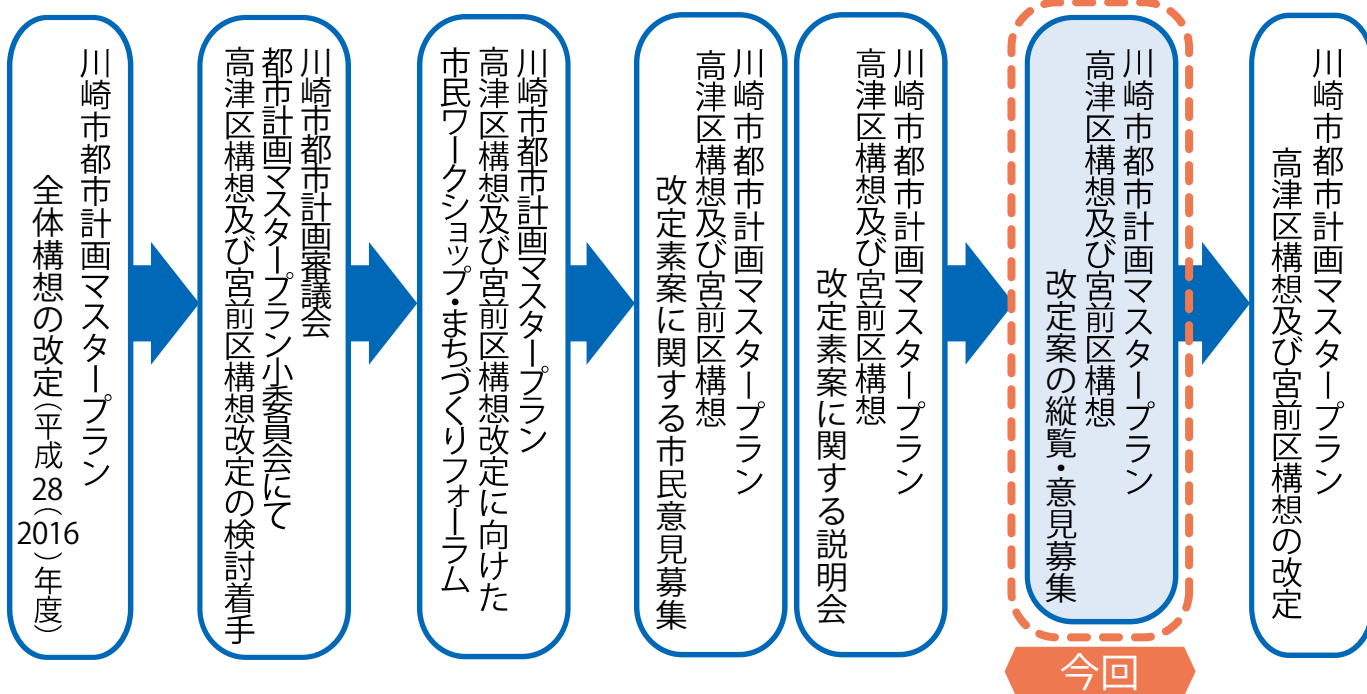 川崎市都市計画マスタープラン
全体構想の改定（平成28（2016）年度）
川崎市都市計画審議会
都市計画マスタープラン小委員会にて
高津区構想及び宮前区構想改定の検討着手
川崎市都市計画マスタープラン
高津区構想及び宮前区構想改定に向けた
市民ワークショップ・まちづくりフォーラム
川崎市都市計画マスタープラン
高津区構想及び宮前区構想
改定素案に関する市民意見募集
川崎市都市計画マスタープラン
高津区構想及び宮前区構想
改定素案に関する説明会
川崎市都市計画マスタープラン
高津区構想及び宮前区構想
改定案の縦覧・意見募集
今回
川崎市都市計画マスタープラン
高津区構想及び宮前区構想の改定